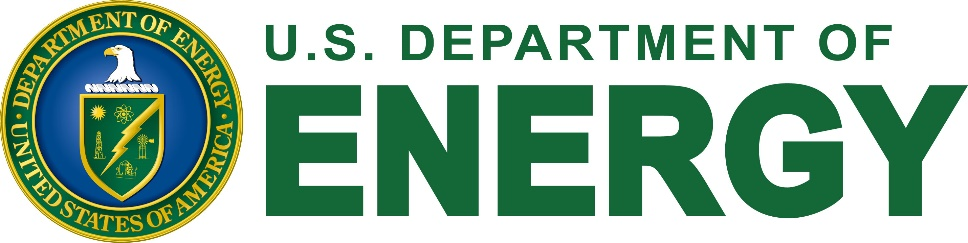 DEPARTMENT OF ENERGY
UNITED STATES OF AMERICA
U.S. DEPARTMENT OF
ENERGY